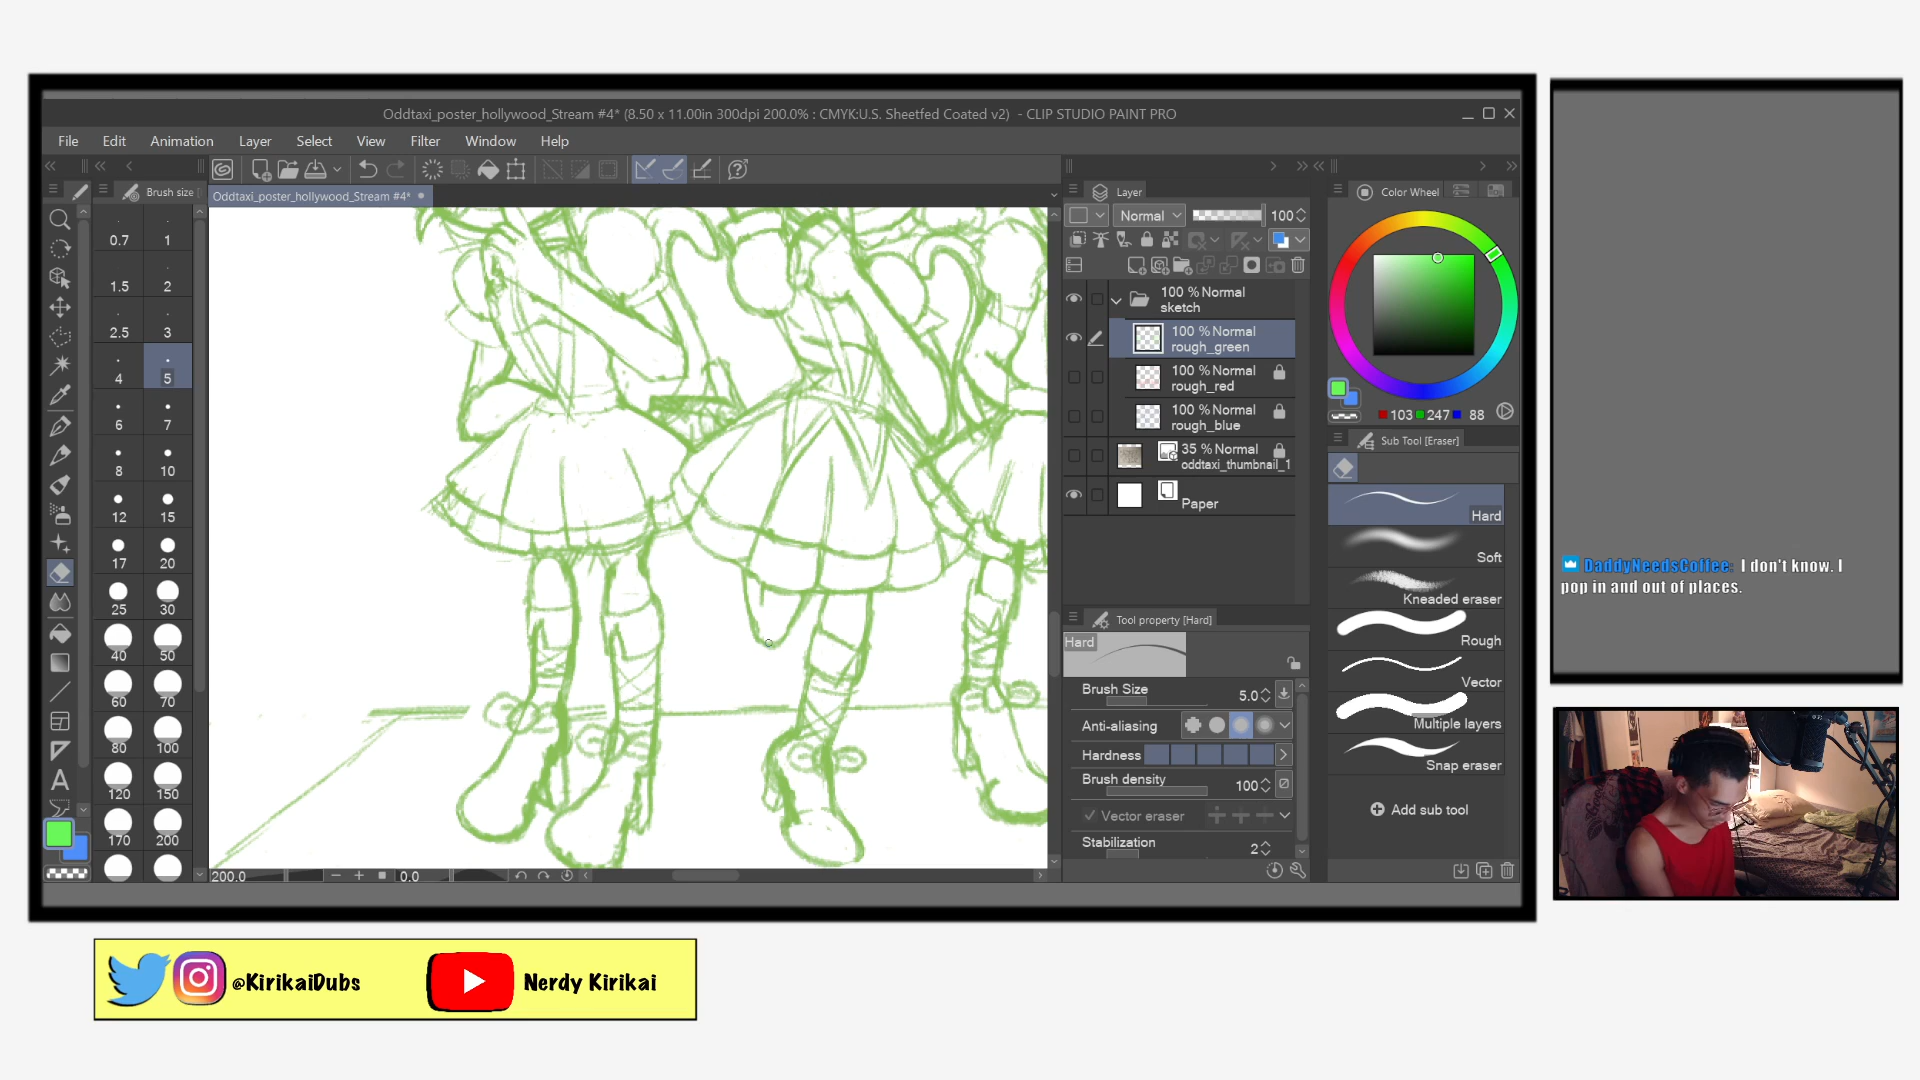 Oddtaxi_poster_hollywood_Stream #4* (8.50 x 11.00in 300dpi 200.0% : CMYK:U.S. Sheetfed Coated v2) - CLIP STUDIO PAINT PRO
File Edit Animation Layer Select View Filter Window Help
Brush size
Oddtaxi_poster_hollywood_Stream #4*
0.7 1
1.5 2
2.5 3
4 5
6 7
8 10
12 15
17 20
25 30
40 50
60 70
80 100
120 150
170 200
200.0
0.0
Layer
Normal 100
100 % Normal
sketch
100 % Normal
rough_green
100 % Normal
rough_red
100 % Normal
rough_blue
35 % Normal
oddtaxi_thumbnail_1
Paper
Tool property [Hard]
Hard
Brush Size 5.0
Anti-aliasing
Hardness
Brush density 100
Vector eraser
Stabilization 2
Color Wheel
103 247 88
Sub Tool [Eraser]
Hard
Soft
Kneaded eraser
Rough
Vector
Multiple layers
Snap eraser
Add sub tool
DaddyNeedsCoffee: I don't know. I
pop in and out of places.
@KirikaiDubs Nerdy Kirikai